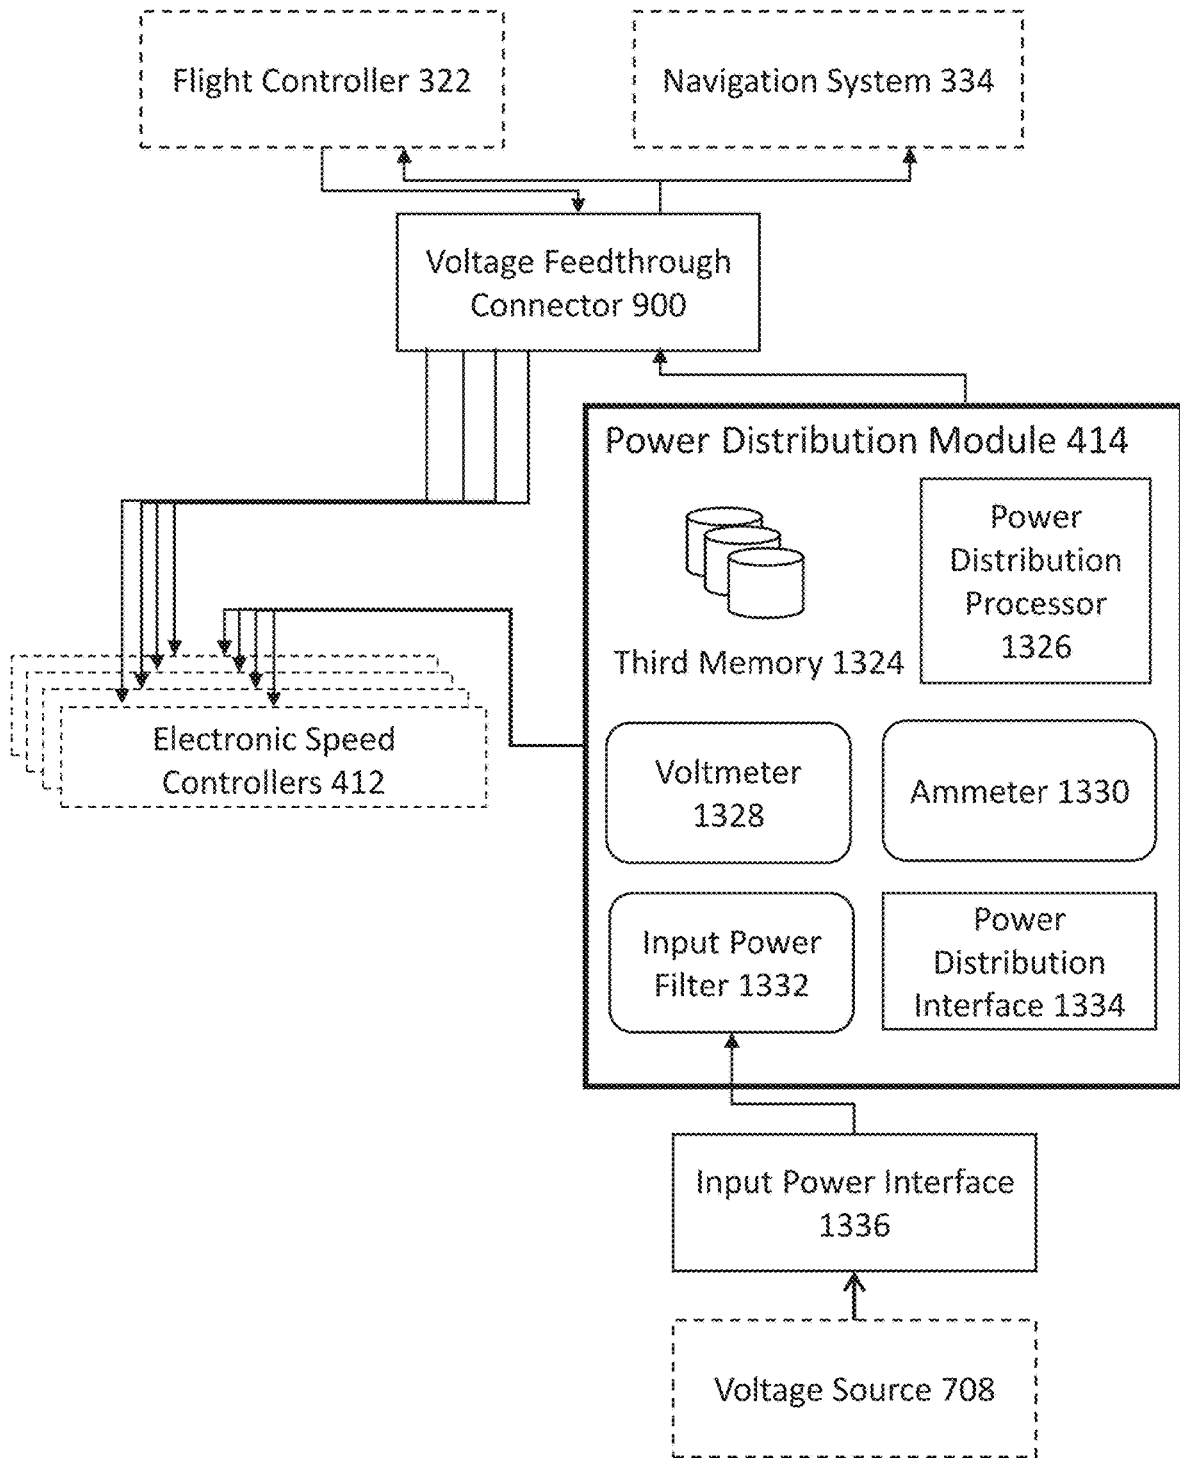 Flight Controller 322
Navigation System 334
Voltage Feedthrough
Connector 900
Power Distribution Module 414
Third Memory 1324
Power
Distribution
Processor
1326
Electronic Speed
Controllers 412
Voltmeter
1328
Ammeter 1330
Input Power
Filter 1332
Power
Distribution
Interface 1334
Input Power Interface
1336
Voltage Source 708